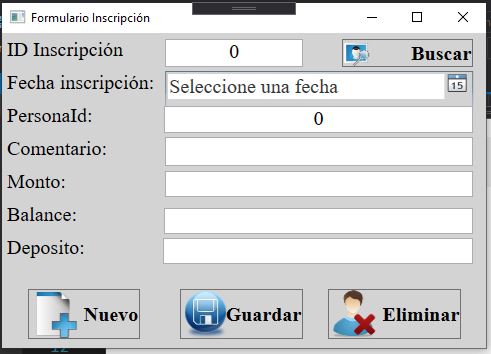 Formulario Inscripción
ID Inscripción 0 Buscar
Fecha inscripción: Seleccione una fecha 15
PersonaId: 0
Comentario:
Monto:
Balance:
Deposito:
Nuevo Guardar Eliminar
12